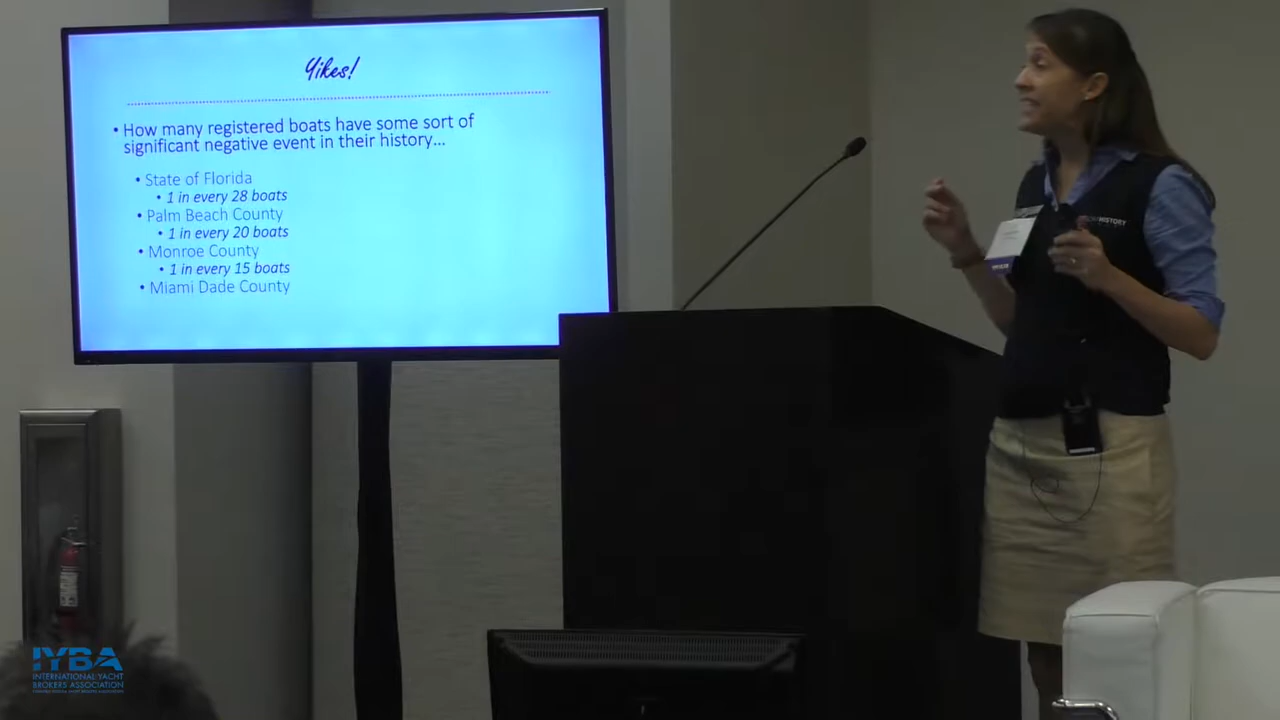 Yikes!
• How many registered boats have some sort of
significant negative event in their history...
• State of Florida
• 1 in every 28 boats
• Palm Beach County
• 1 in every 20 boats
• Monroe County
• 1 in every 15 boats
• Miami Dade County
HISTORY
IYBA
INTERNATIONAL YACHT
BROKERS ASSOCIATION